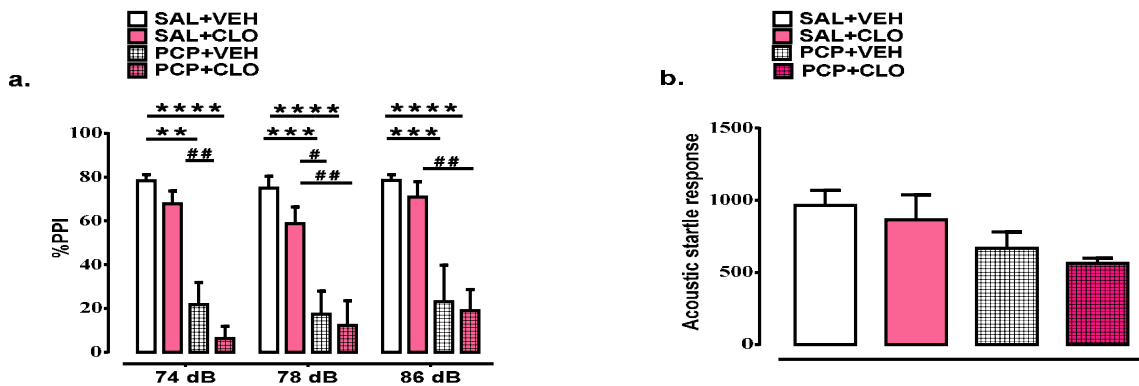 SAL+VEH
SAL+CLO
PCP+VEH
PCP+CLO
a.
**** **** ****
** *** ***
## # ##
##
%PPI
100
80
60
40
20
0
74 dB 78 dB 86 dB
SAL+VEH
SAL+CLO
PCP+VEH
PCP+CLO
b.
Acoustic startle response
1500
1000
500
0